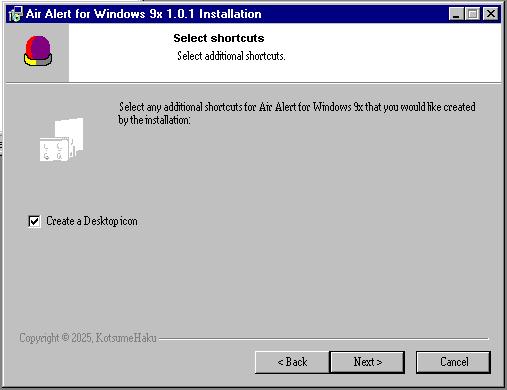 Air Alert for Windows 9x 1.0.1 Installation
Select shortcuts
Select additional shortcuts.
Select any additional shortcuts for Air Alert for Windows 9x that you would like created
by the installation:
Create a Desktop icon
Copyright © 2025, KotsumeHaku
< Back
Next >
Cancel